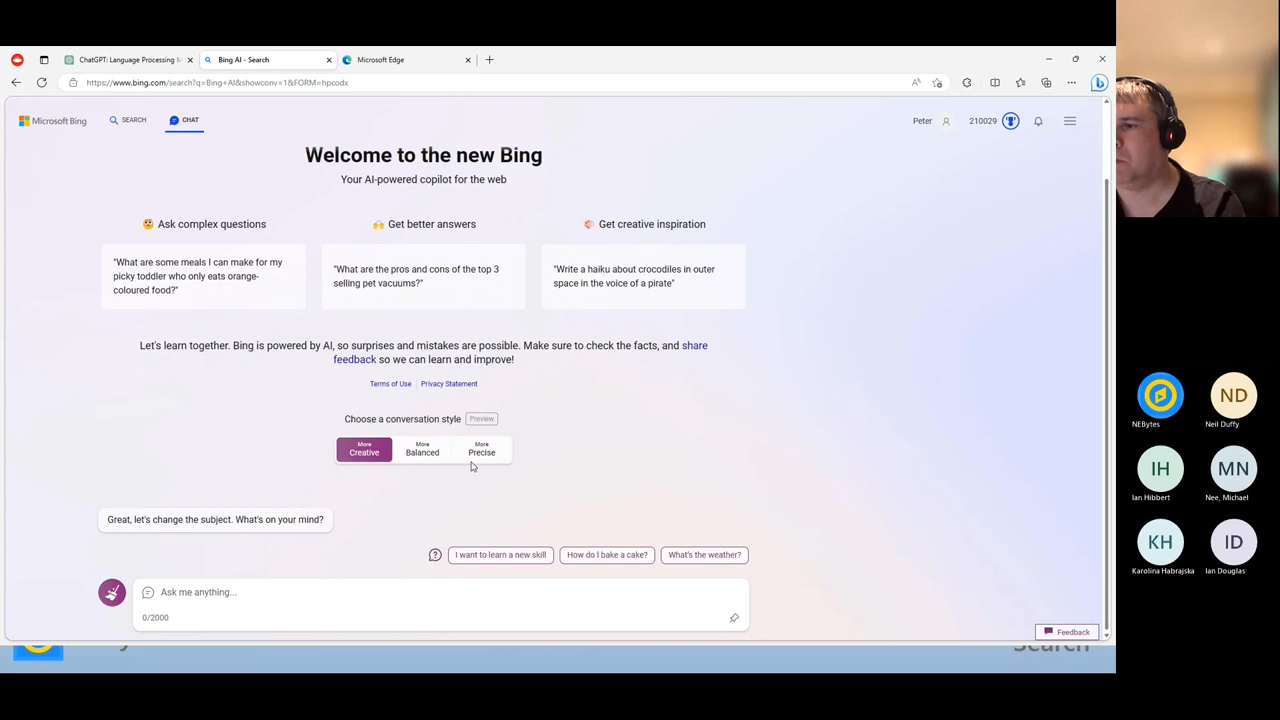 ChatGPT: Language Processing
Bing AI - Search
Microsoft Edge
https://www.bing.com/search?q=Bing+AI&showconv=1&FORM=hpcodx
Microsoft Bing
SEARCH
CHAT
Peter
210029
Welcome to the new Bing
Your AI-powered copilot for the web
Ask complex questions
Get better answers
Get creative inspiration
"What are some meals I can make for my
picky toddler who only eats orange-
coloured food?"
"What are the pros and cons of the top 3
selling pet vacuums?"
"Write a haiku about crocodiles in outer
space in the voice of a pirate"
Let's learn together. Bing is powered by AI, so surprises and mistakes are possible. Make sure to check the facts, and share
feedback so we can learn and improve!
Terms of Use
Privacy Statement
Choose a conversation style Preview
More
Creative
More
Balanced
More
Precise
Great, let's change the subject. What's on your mind?
I want to learn a new skill
How do I bake a cake?
What's the weather?
Ask me anything...
0/2000
Feedback
Search
NEBytes
ND
Neil Duffy
IH
Ian Hibbert
MN
Nee, Michael
KH
Karolina Habrajska
ID
Ian Douglas